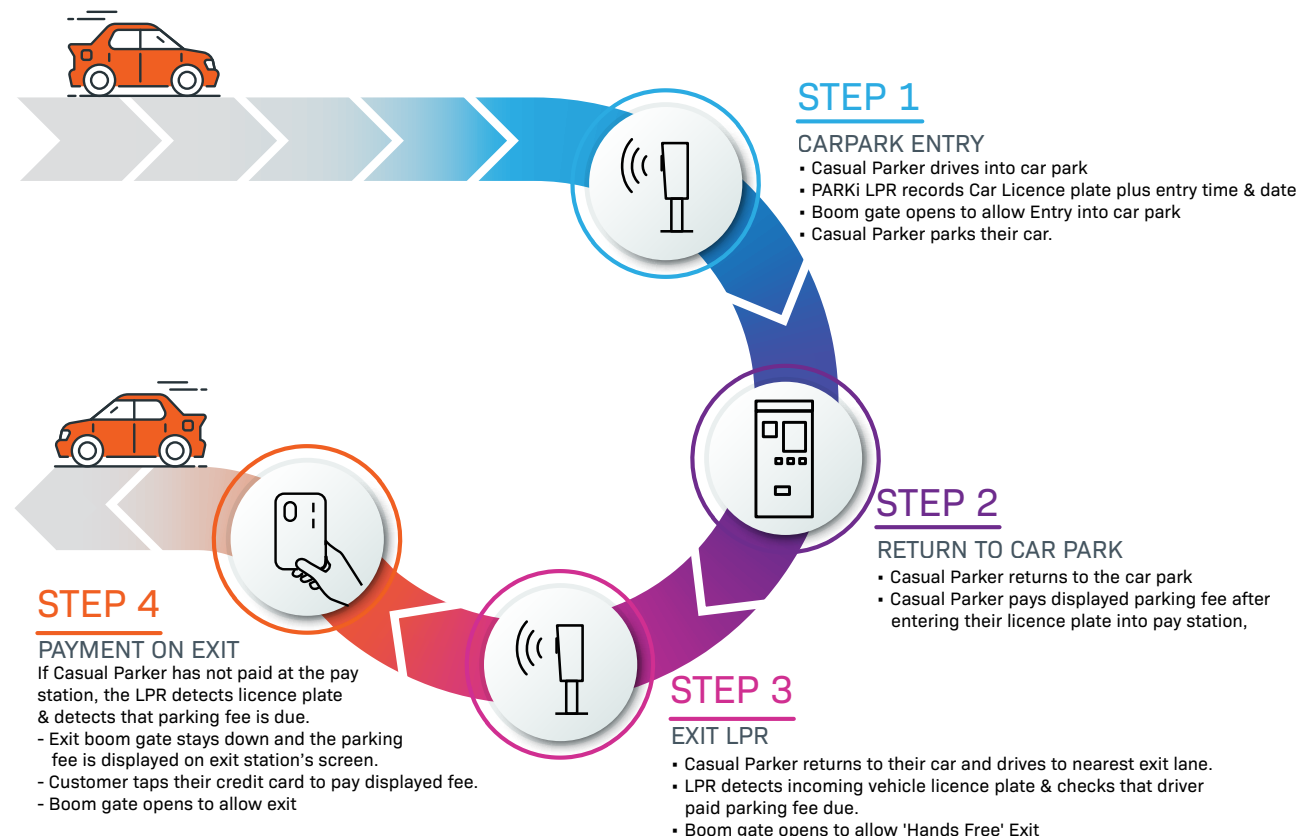 STEP 1
CARPARK ENTRY
▪ Casual Parker drives into car park
▪ PARKi LPR records Car Licence plate plus entry time & date
▪ Boom gate opens to allow Entry into car park
▪ Casual Parker parks their car.
STEP 2
RETURN TO CAR PARK
▪ Casual Parker returns to the car park
▪ Casual Parker pays displayed parking fee after
entering their licence plate into pay station,
STEP 3
EXIT LPR
▪ Casual Parker returns to their car and drives to nearest exit lane.
▪ LPR detects incoming vehicle licence plate & checks that driver
paid parking fee due.
▪ Boom gate opens to allow 'Hands Free' Exit
STEP 4
PAYMENT ON EXIT
If Casual Parker has not paid at the pay
station, the LPR detects licence plate
& detects that parking fee is due.
- Exit boom gate stays down and the parking
fee is displayed on exit station's screen.
- Customer taps their credit card to pay displayed fee.
- Boom gate opens to allow exit